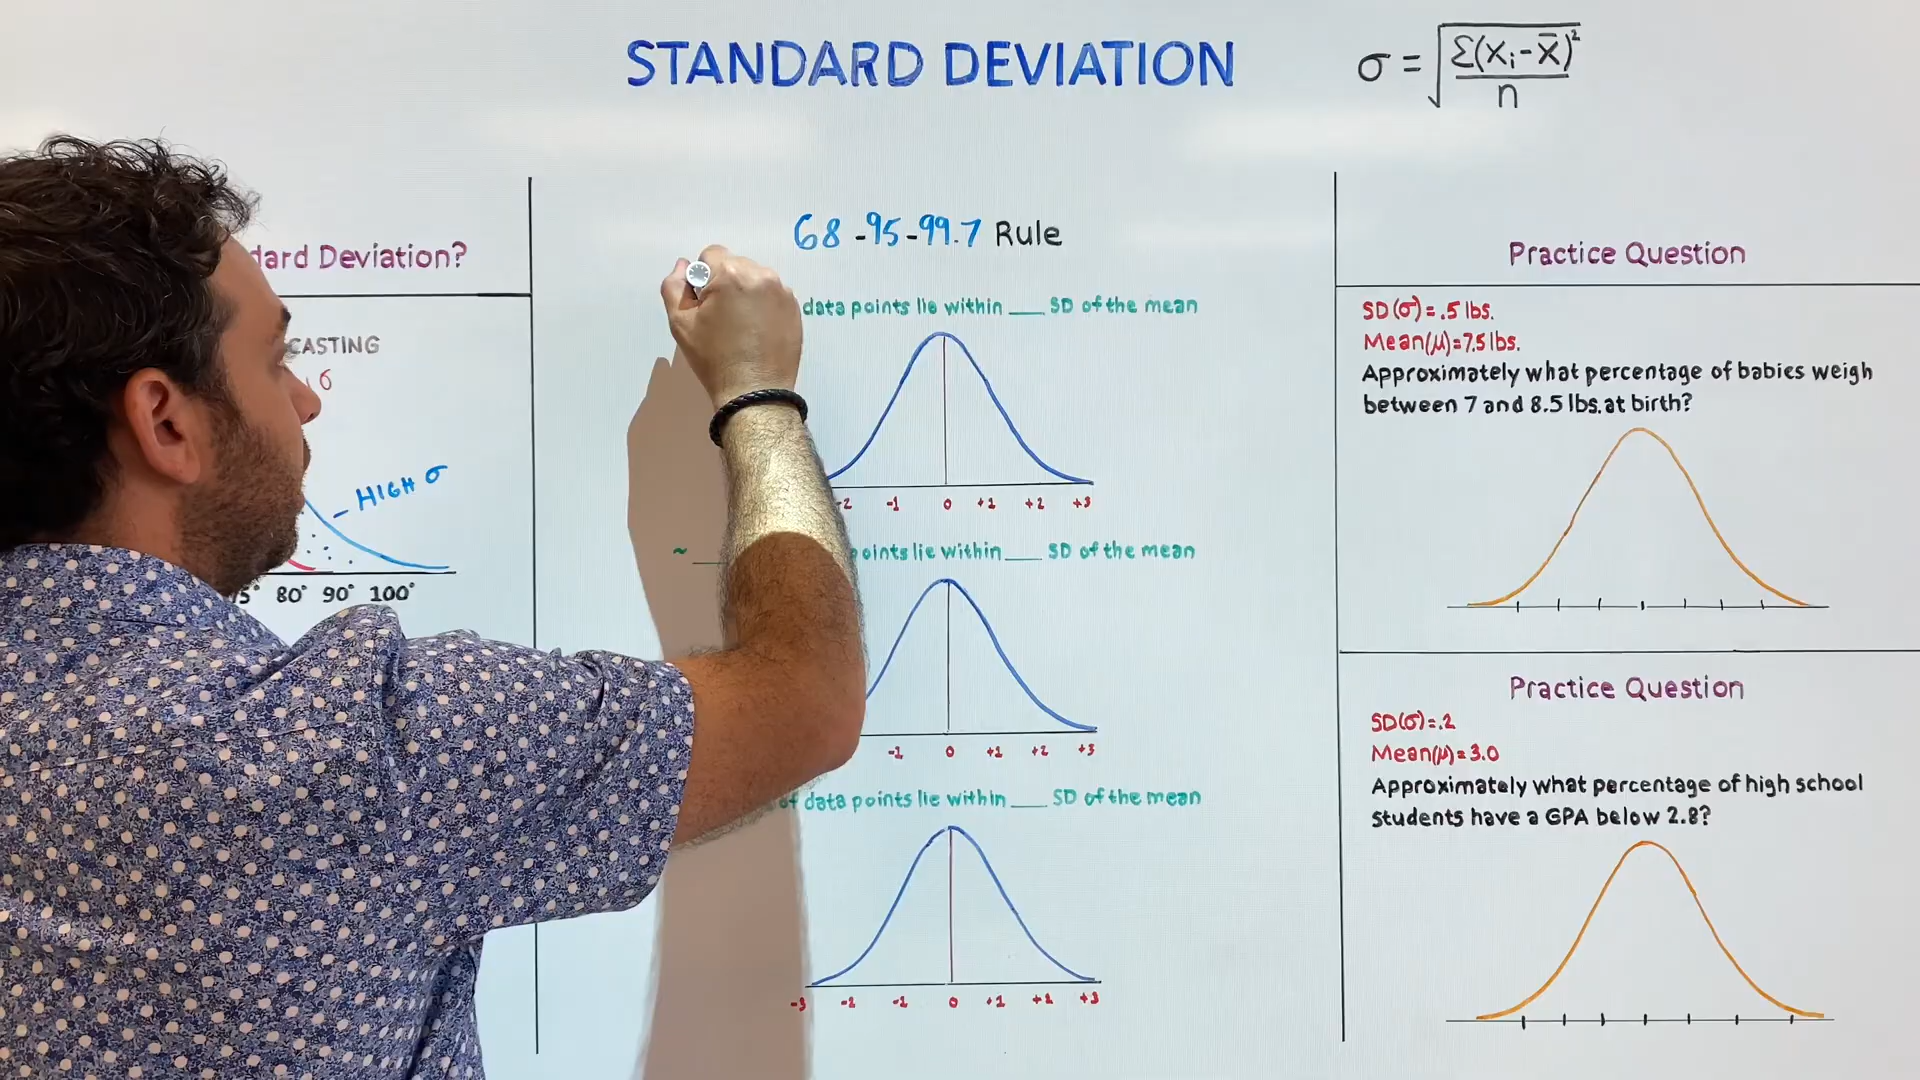 STANDARD DEVIATION
σ = √Σ(xᵢ-x̄)²/n
Deviation?
68-95-99.7 Rule
Practice Question
data points lie within ___ SD of the mean
-1 0 +1 +2 +3
~ ___ points lie within ___ SD of the mean
-1 0 +1 +2 +3
of data points lie within ___ SD of the mean
-3 -2 -1 0 +1 +2 +3
σ
HIGH σ
80° 90° 100°
SD(σ)=.5 lbs.
Mean(μ)=7.5 lbs.
Approximately what percentage of babies weigh
between 7 and 8.5 lbs. at birth?
Practice Question
SD(σ)=.2
Mean(μ)=3.0
Approximately what percentage of high school
students have a GPA below 2.8?